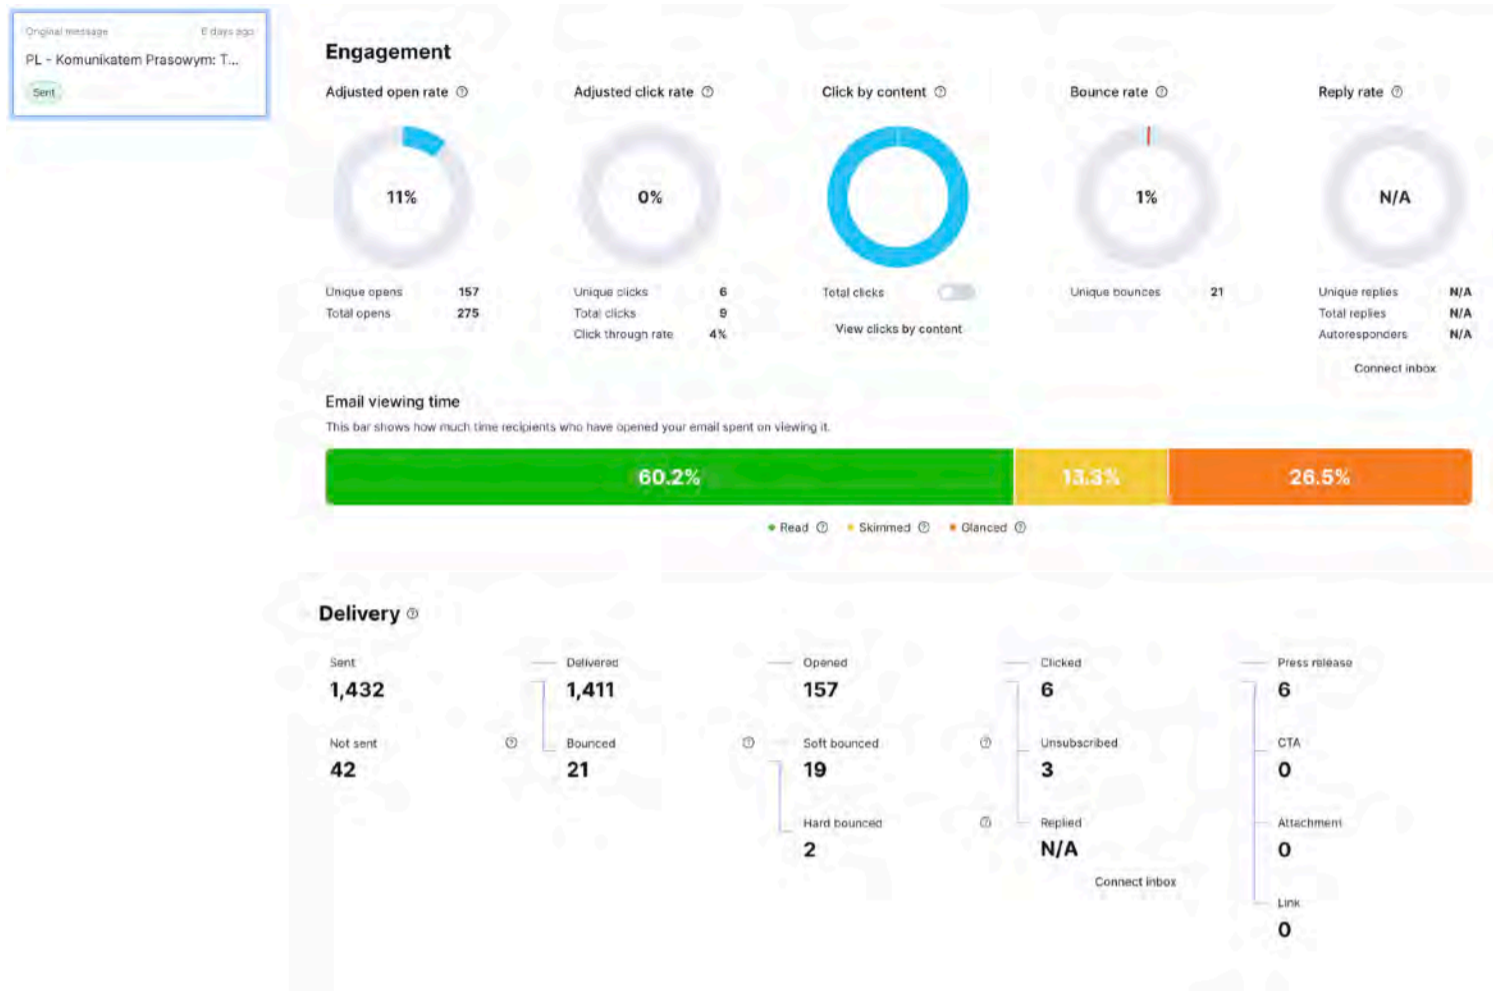 Original message 6 days ago
PL - Komunikatem Prasowym: T...
Sent
Engagement
Adjusted open rate
11%
Unique opens 157
Total opens 275
Adjusted click rate
0%
Unique clicks 6
Total clicks 9
Click through rate 4%
Click by content
Total clicks
View clicks by content
Bounce rate
1%
Unique bounces 21
Reply rate
N/A
Unique replies N/A
Total replies N/A
Autoresponders N/A
Connect inbox
Email viewing time
This bar shows how much time recipients who have opened your email spent on viewing it.
60.2% 13.3% 26.5%
Read Skimmed Glanced
Delivery
Sent
1,432
Not sent
42
Delivered
1,411
Bounced
21
Opened
157
Soft bounced
19
Hard bounced
2
Clicked
6
Unsubscribed
3
Replied
N/A
Connect inbox
Press release
6
CTA
0
Attachment
0
Link
0